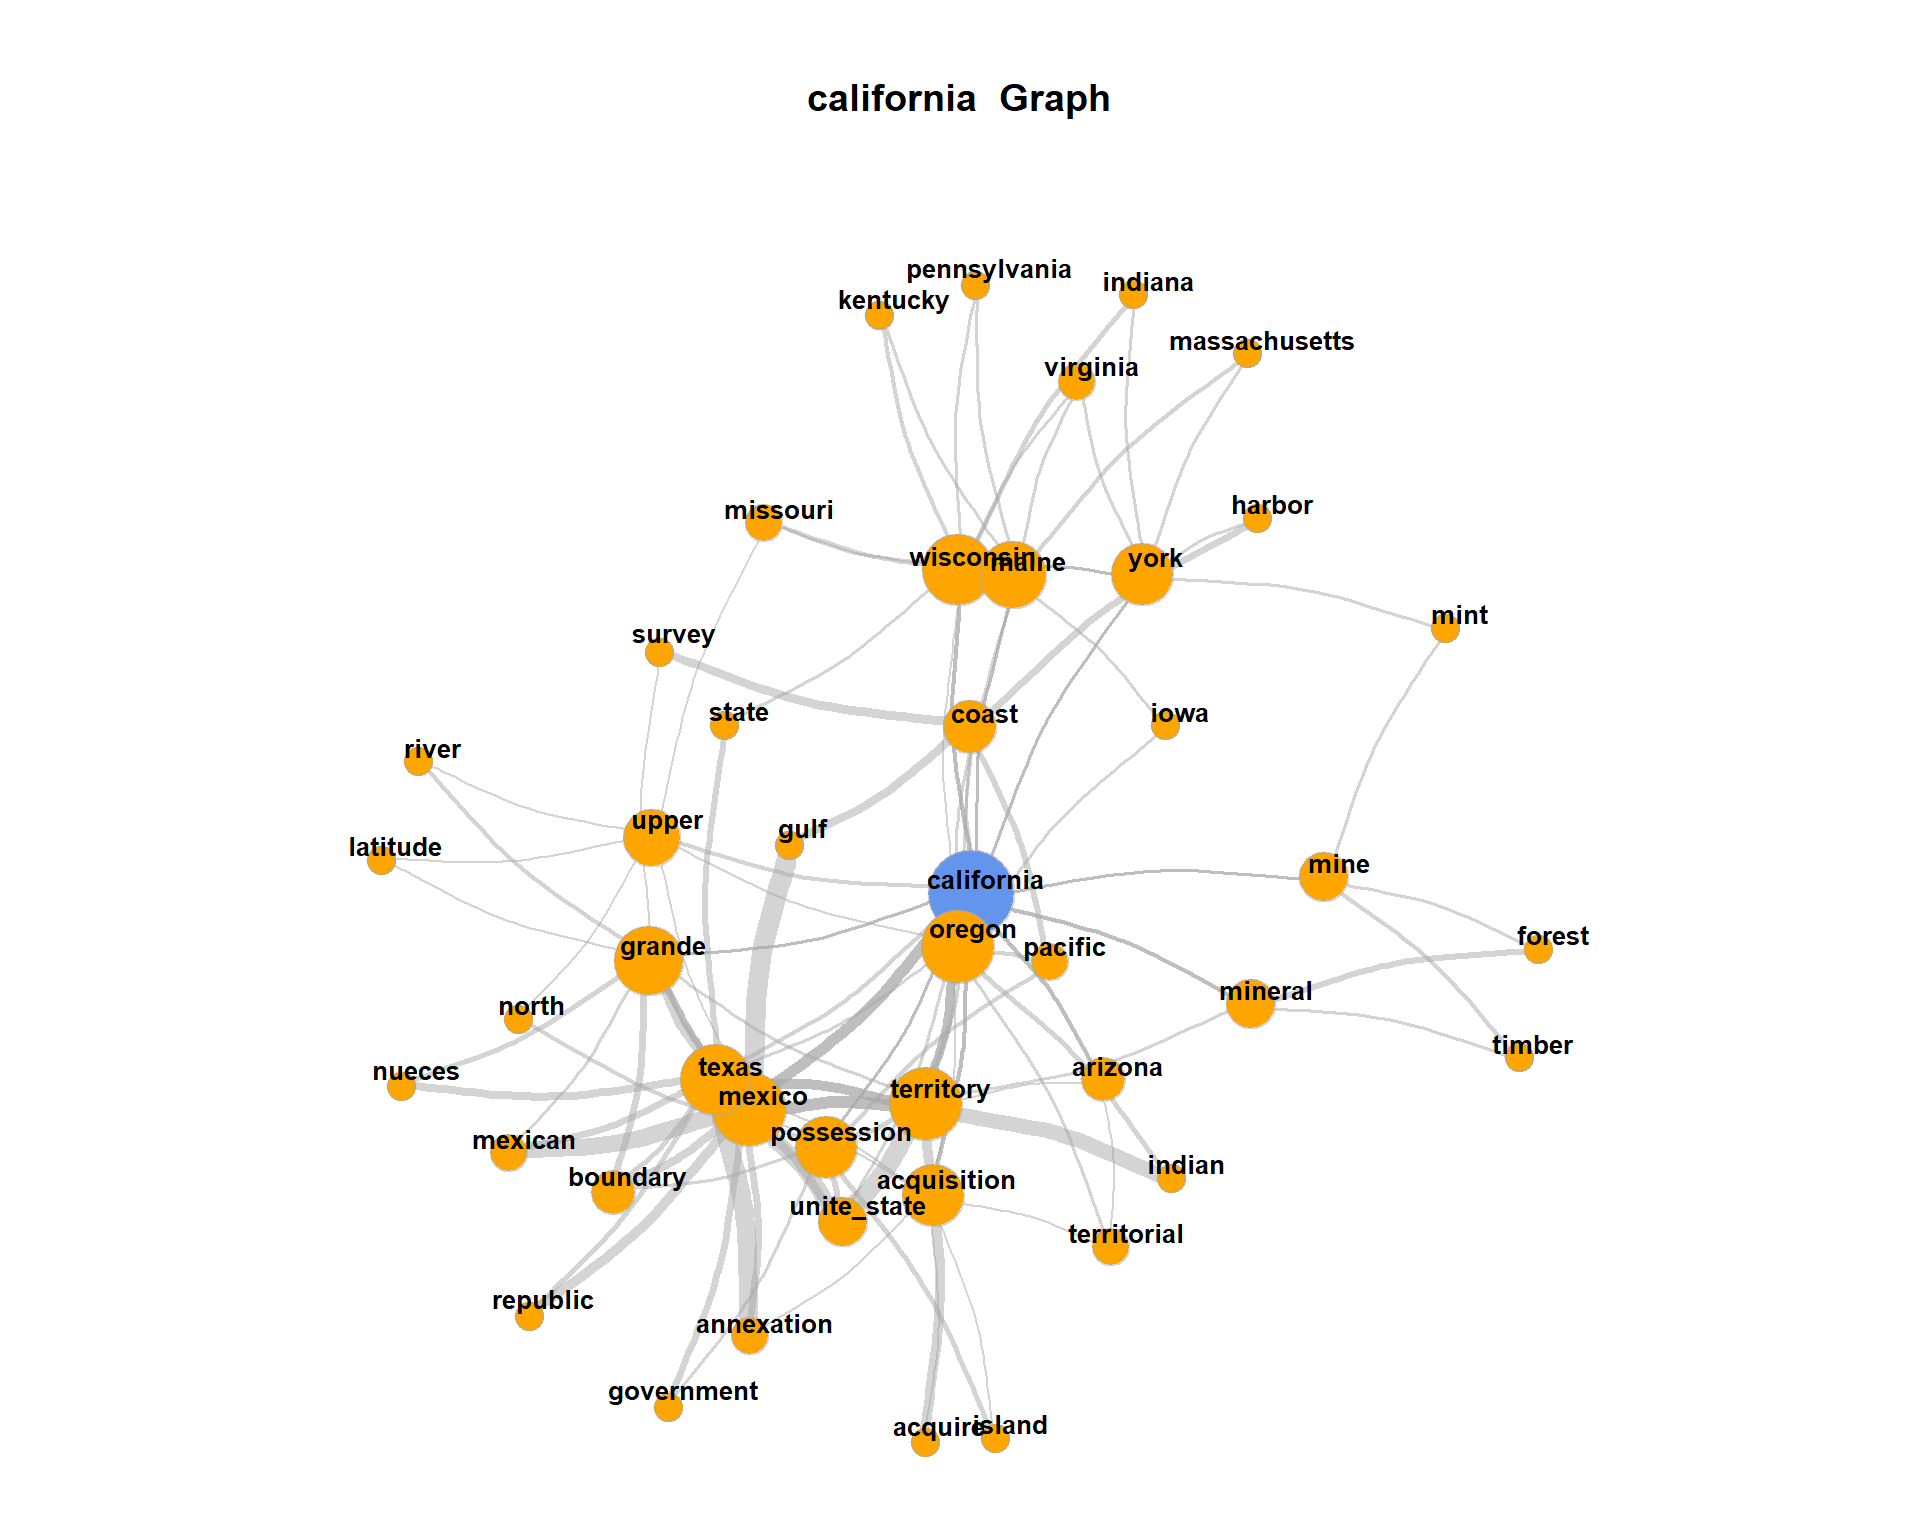 california  Graph
pennsylvania
indiana
kentucky
massachusetts
virginia
harbor
missouri
wisconsin
maine
york
mint
survey
state
coast
iowa
river
upper
gulf
latitude
california
mine
oregon
forest
grande
pacific
mineral
north
timber
texas
arizona
nueces
mexico
territory
mexican
possession
boundary
acquisition
indian
unite_state
territorial
republic
annexation
government
acquire
island